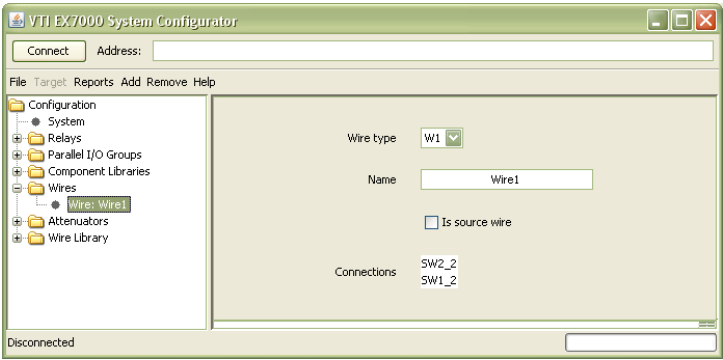 VTI EX7000 System Configurator
Connect Address:
File Target Reports Add Remove Help
Configuration
System
Relays
Parallel I/O Groups
Component Libraries
Wires
Wire: Wire1
Attenuators
Wire Library
Wire type W1
Name Wire1
Is source wire
Connections
SW2_2
SW1_2
Disconnected